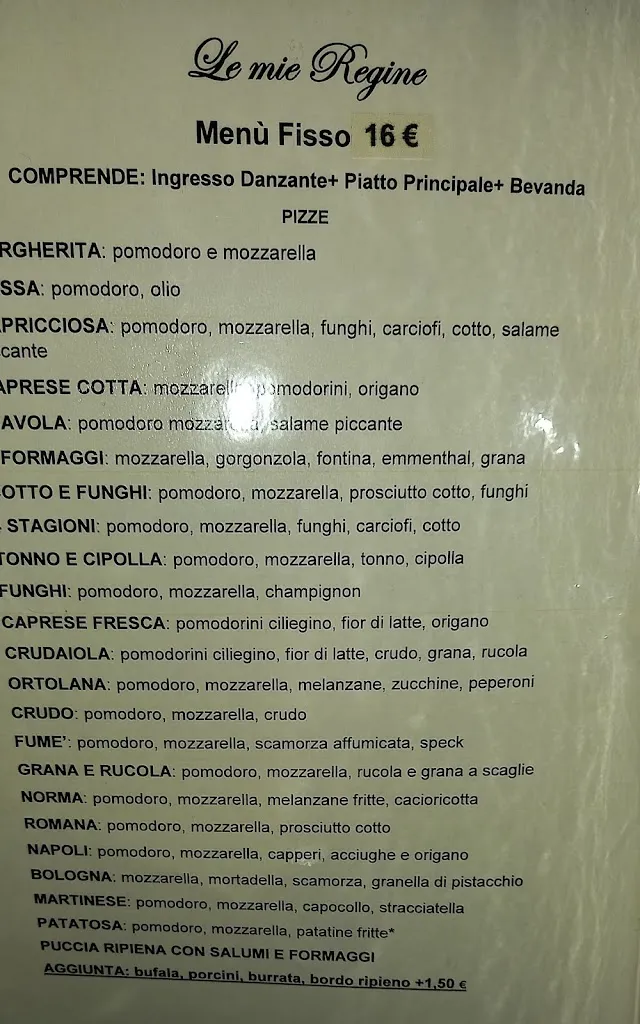 Le mie Regine
Menù Fisso 16 €
COMPRENDE: Ingresso Danzante+ Piatto Principale+ Bevanda
PIZZE
RGHERITA: pomodoro e mozzarella
SSA: pomodoro, olio
PRICCIOSA: pomodoro, mozzarella, funghi, carciofi, cotto, salame
cante
APRESE COTTA: mozzarella, pomodorini, origano
AVOLA: pomodoro mozzarella, salame piccante
FORMAGGI: mozzarella, gorgonzola, fontina, emmenthal, grana
OTTO E FUNGHI: pomodoro, mozzarella, prosciutto cotto, funghi
STAGIONI: pomodoro, mozzarella, funghi, carciofi, cotto
TONNO E CIPOLLA: pomodoro, mozzarella, tonno, cipolla
FUNGHI: pomodoro, mozzarella, champignon
CAPRESE FRESCA: pomodorini ciliegino, fior di latte, origano
CRUDAIOLA: pomodorini ciliegino, fior di latte, crudo, grana, rucola
ORTOLANA: pomodoro, mozzarella, melanzane, zucchine, peperoni
CRUDO: pomodoro, mozzarella, crudo
FUME': pomodoro, mozzarella, scamorza affumicata, speck
GRANA E RUCOLA: pomodoro, mozzarella, rucola e grana a scaglie
NORMA: pomodoro, mozzarella, melanzane fritte, cacioricotta
ROMANA: pomodoro, mozzarella, prosciutto cotto
NAPOLI: pomodoro, mozzarella, capperi, acciughe e origano
BOLOGNA: mozzarella, mortadella, scamorza, granella di pistacchio
MARTINESE: pomodoro, mozzarella, capocollo, stracciatella
PATATOSA: pomodoro, mozzarella, patatine fritte*
PUCCIA RIPIENA CON SALUMI E FORMAGGI
AGGIUNTA: bufala, porcini, burrata, bordo ripieno +1,50 €